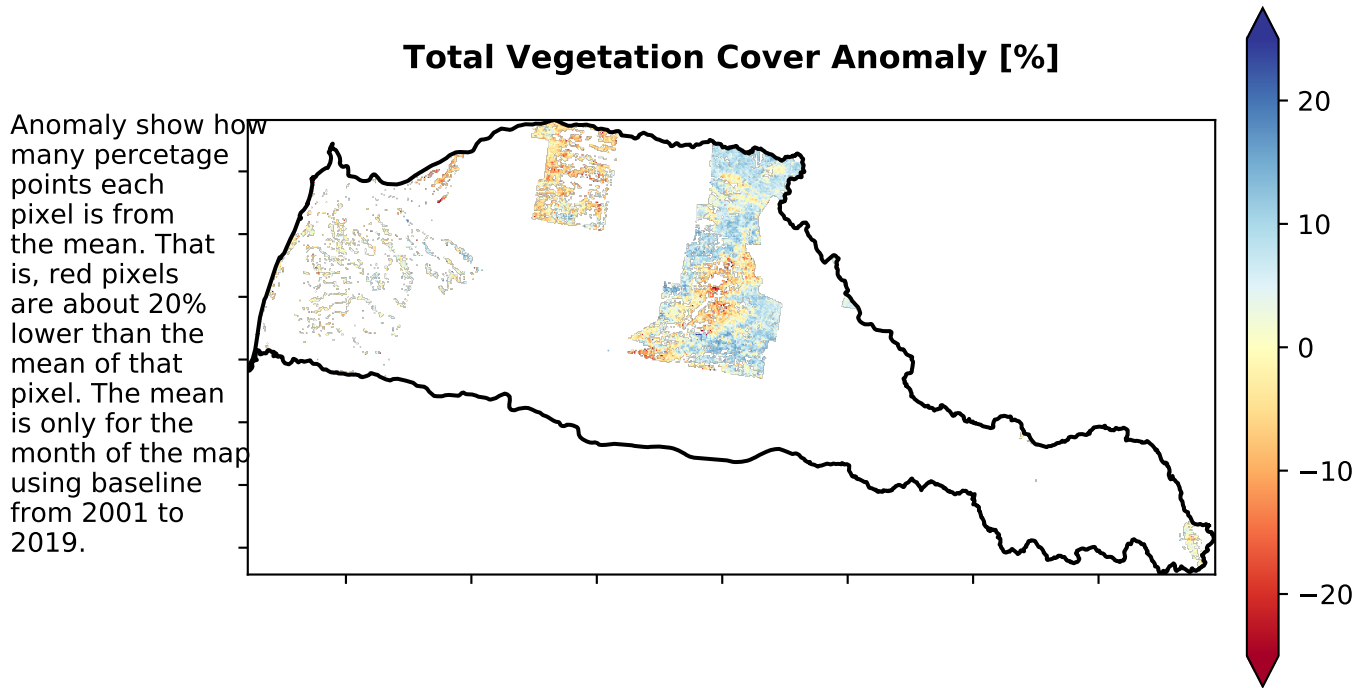 Total Vegetation Cover Anomaly [%]
Anomaly show how
many percetage
points each
pixel is from
the mean. That
is, red pixels
are about 20%
lower than the
mean of that
pixel. The mean
is only for the
month of the map
using baseline
from 2001 to
2019.
20
10
0
−10
−20